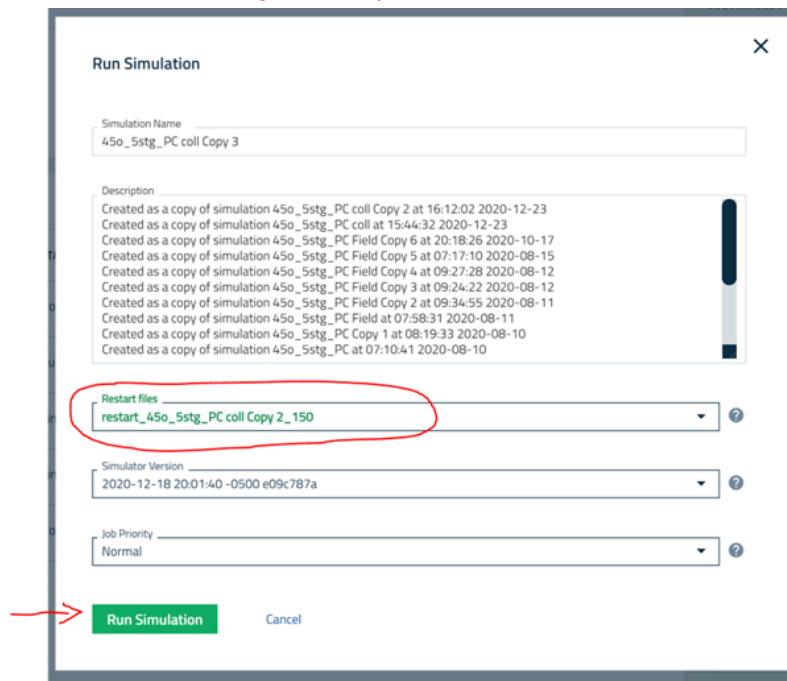 Run Simulation
Simulation Name
45o_5stg_PC coll Copy 3
Description
Created as a copy of simulation 45o_5stg_PC coll Copy 2 at 16:12:02 2020-12-23
Created as a copy of simulation 45o_5stg_PC coll at 15:44:32 2020-12-23
Created as a copy of simulation 45o_5stg_PC Field Copy 6 at 20:18:26 2020-10-17
Created as a copy of simulation 45o_5stg_PC Field Copy 5 at 07:17:10 2020-08-15
Created as a copy of simulation 45o_5stg_PC Field Copy 4 at 09:27:28 2020-08-12
Created as a copy of simulation 45o_5stg_PC Field Copy 3 at 09:24:22 2020-08-12
Created as a copy of simulation 45o_5stg_PC Field Copy 2 at 09:34:55 2020-08-11
Created as a copy of simulation 45o_5stg_PC Field at 07:58:31 2020-08-11
Created as a copy of simulation 45o_5stg_PC Copy 1 at 08:19:33 2020-08-10
Created as a copy of simulation 45o_5stg_PC at 07:10:41 2020-08-10
Restart files
restart_45o_5stg_PC coll Copy 2_150
Simulator Version
2020-12-18 20:01:40 -0500 e09c787a
Job Priority
Normal
Run Simulation Cancel